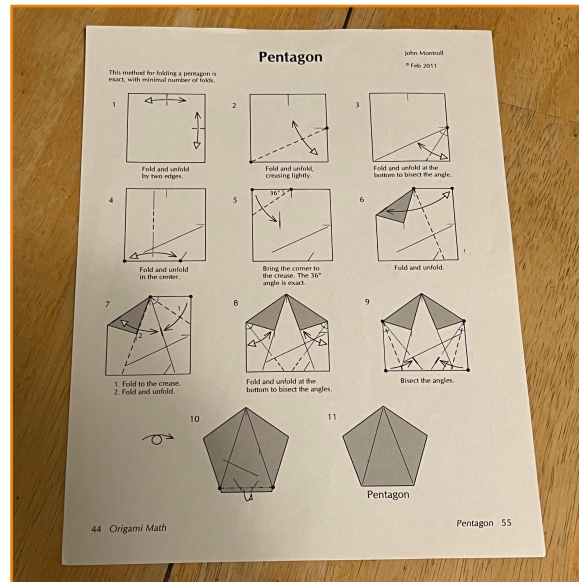 Pentagon
John Montroll
© Feb 2011
This method for folding a pentagon is
exact, with minimal number of folds.
1
Fold and unfold
by two edges.
2
Fold and unfold,
creasing lightly.
3
Fold and unfold at the
bottom to bisect the angle.
4
Fold and unfold
in the center.
5
36°
Bring the corner to
the crease. The 36°
angle is exact.
6
Fold and unfold.
7
1
2
1. Fold to the crease.
2. Fold and unfold.
8
Fold and unfold at the
bottom to bisect the angles.
9
Bisect the angles.
10
11
Pentagon
44 Origami Math
Pentagon 55